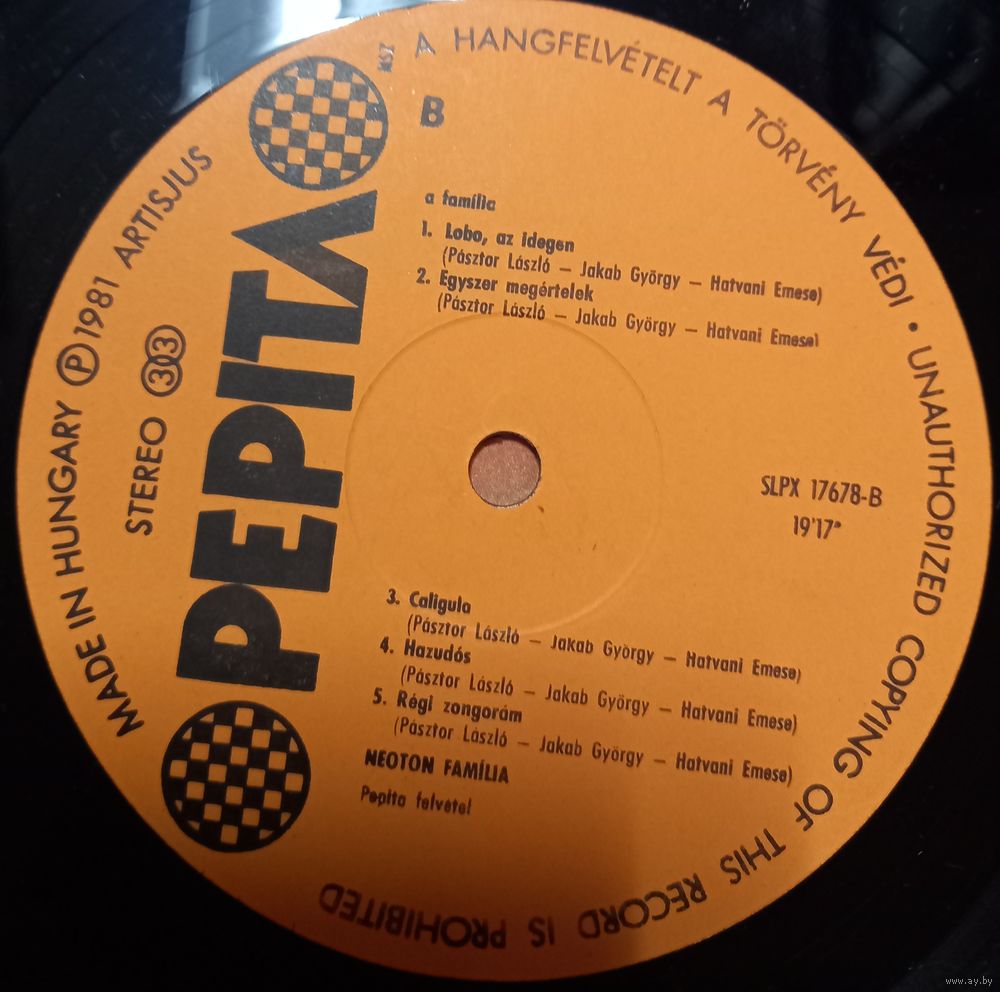 A HANGFELVÉTELT A TÖRVÉNY VÉDI • UNAUTHORIZED COPYING OF THIS RECORD IS PROHIBITED
MADE IN HUNGARY Ⓟ 1981 ARTISJUS
STEREO 33
PEPITA
B
a família
1. Lobo, az idegen
(Pásztor László – Jakab György – Hatvani Emese)
2. Egyszer megértelek
(Pásztor László – Jakab György – Hatvani Emese)
SLPX 17678-B
19'17"
3. Caligula
(Pásztor László – Jakab György – Hatvani Emese)
4. Hazudós
(Pásztor László – Jakab György – Hatvani Emese)
5. Régi zongorám
(Pásztor László – Jakab György – Hatvani Emese)
NEOTON FAMÍLIA
Pepita felvétel
www.ay.by